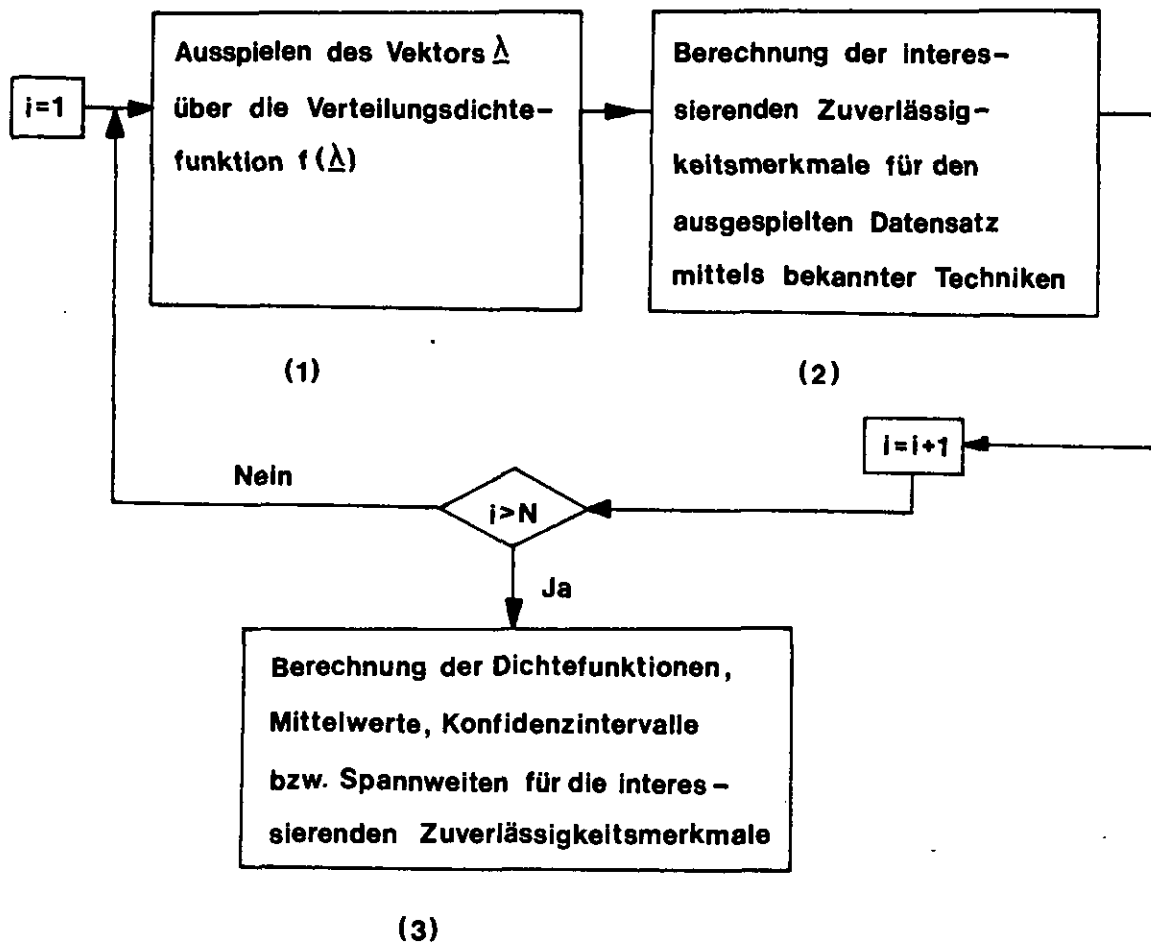 i=1
Ausspielen des Vektors λ̲
über die Verteilungsdichte–
funktion f(λ̲)
(1)
Berechnung der interes–
sierenden Zuverlässig–
keitsmerkmale für den
ausgespielten Datensatz
mittels bekannter Techniken
(2)
i=i+1
i>N
Nein
Ja
Berechnung der Dichtefunktionen,
Mittelwerte, Konfidenzintervalle
bzw. Spannweiten für die interes–
sierenden Zuverlässigkeitsmerkmale
(3)